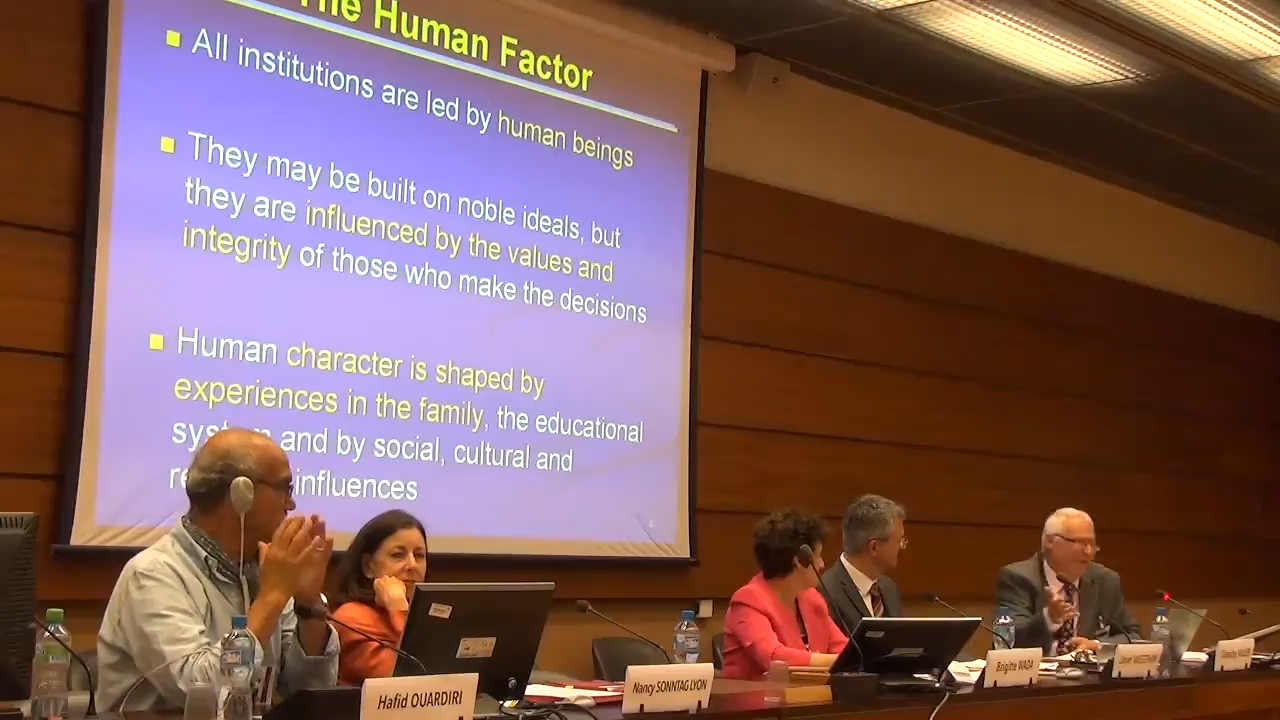 The Human Factor
All institutions are led by human beings
They may be built on noble ideals, but
they are influenced by the values and
integrity of those who make the decisions
Human character is shaped by
experiences in the family, the educational
and by social, cultural and
influences
Hafid OUARDIRI
Nancy SONNTAG LYON
Brigitte WADA